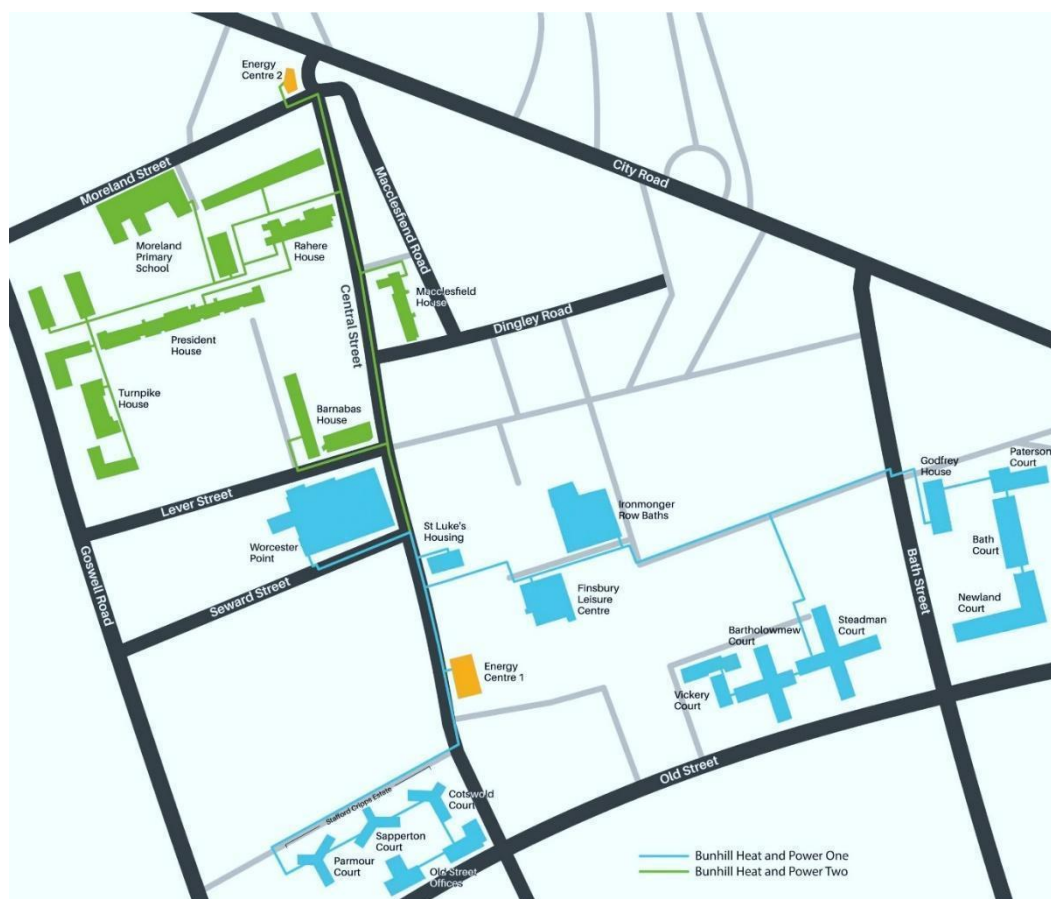 Energy
Centre 2
City Road
Moreland Street
Macclesfiend Road
Moreland
Primary
School
Rahere
House
Central Street
Macclesfield
House
Dingley Road
President
House
Turnpike
House
Barnabas
House
Lever Street
Goswell Road
Worcester
Point
St Luke's
Housing
Ironmonger
Row Baths
Godfrey
House
Paterson
Court
Bath
Court
Bath Street
Newland
Court
Seward Street
Finsbury
Leisure
Centre
Steadman
Court
Bartholowmew
Court
Vickery
Court
Energy
Centre 1
Old Street
Stafford Cripps Estate
Cotswold
Court
Sapperton
Court
Parmour
Court
Old Street
Offices
Bunhill Heat and Power One
Bunhill Heat and Power Two